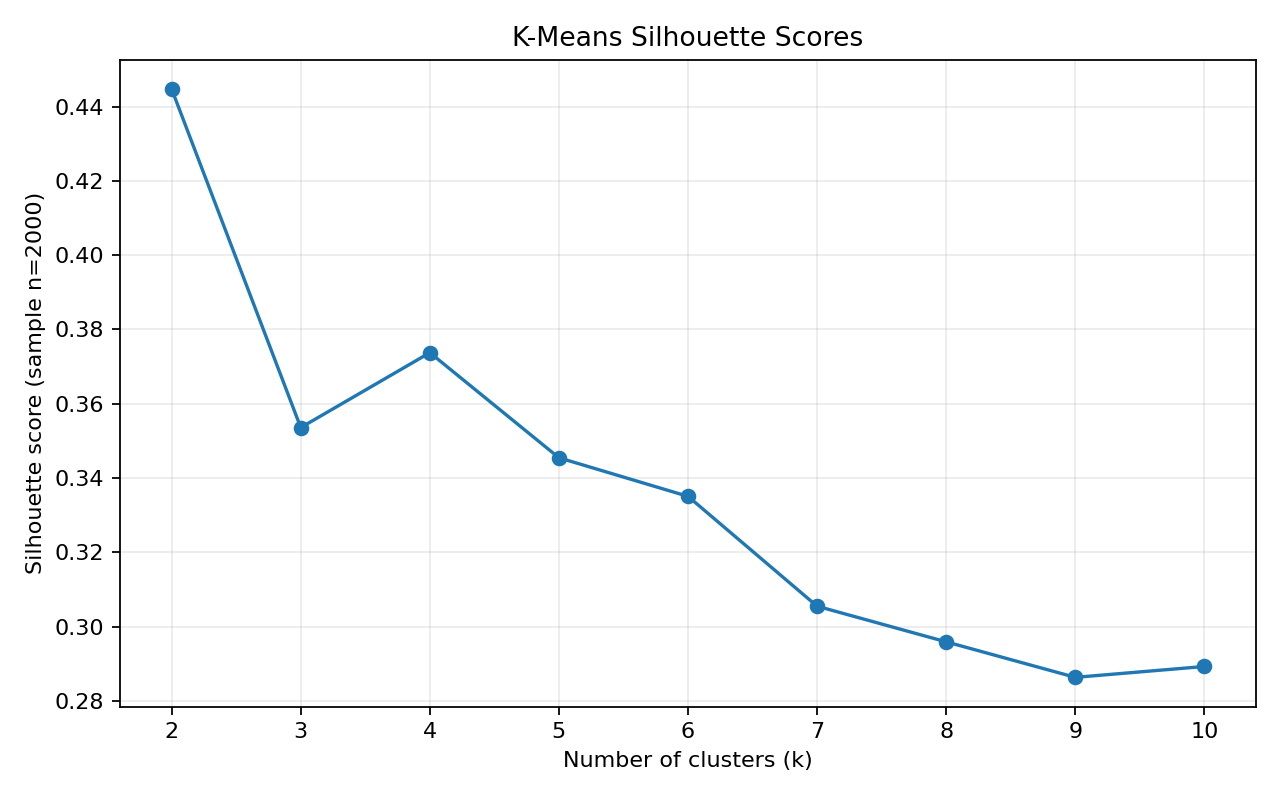 K-Means Silhouette Scores
Silhouette score (sample n=2000)
0.44
0.42
0.40
0.38
0.36
0.34
0.32
0.30
0.28
2 3 4 5 6 7 8 9 10
Number of clusters (k)